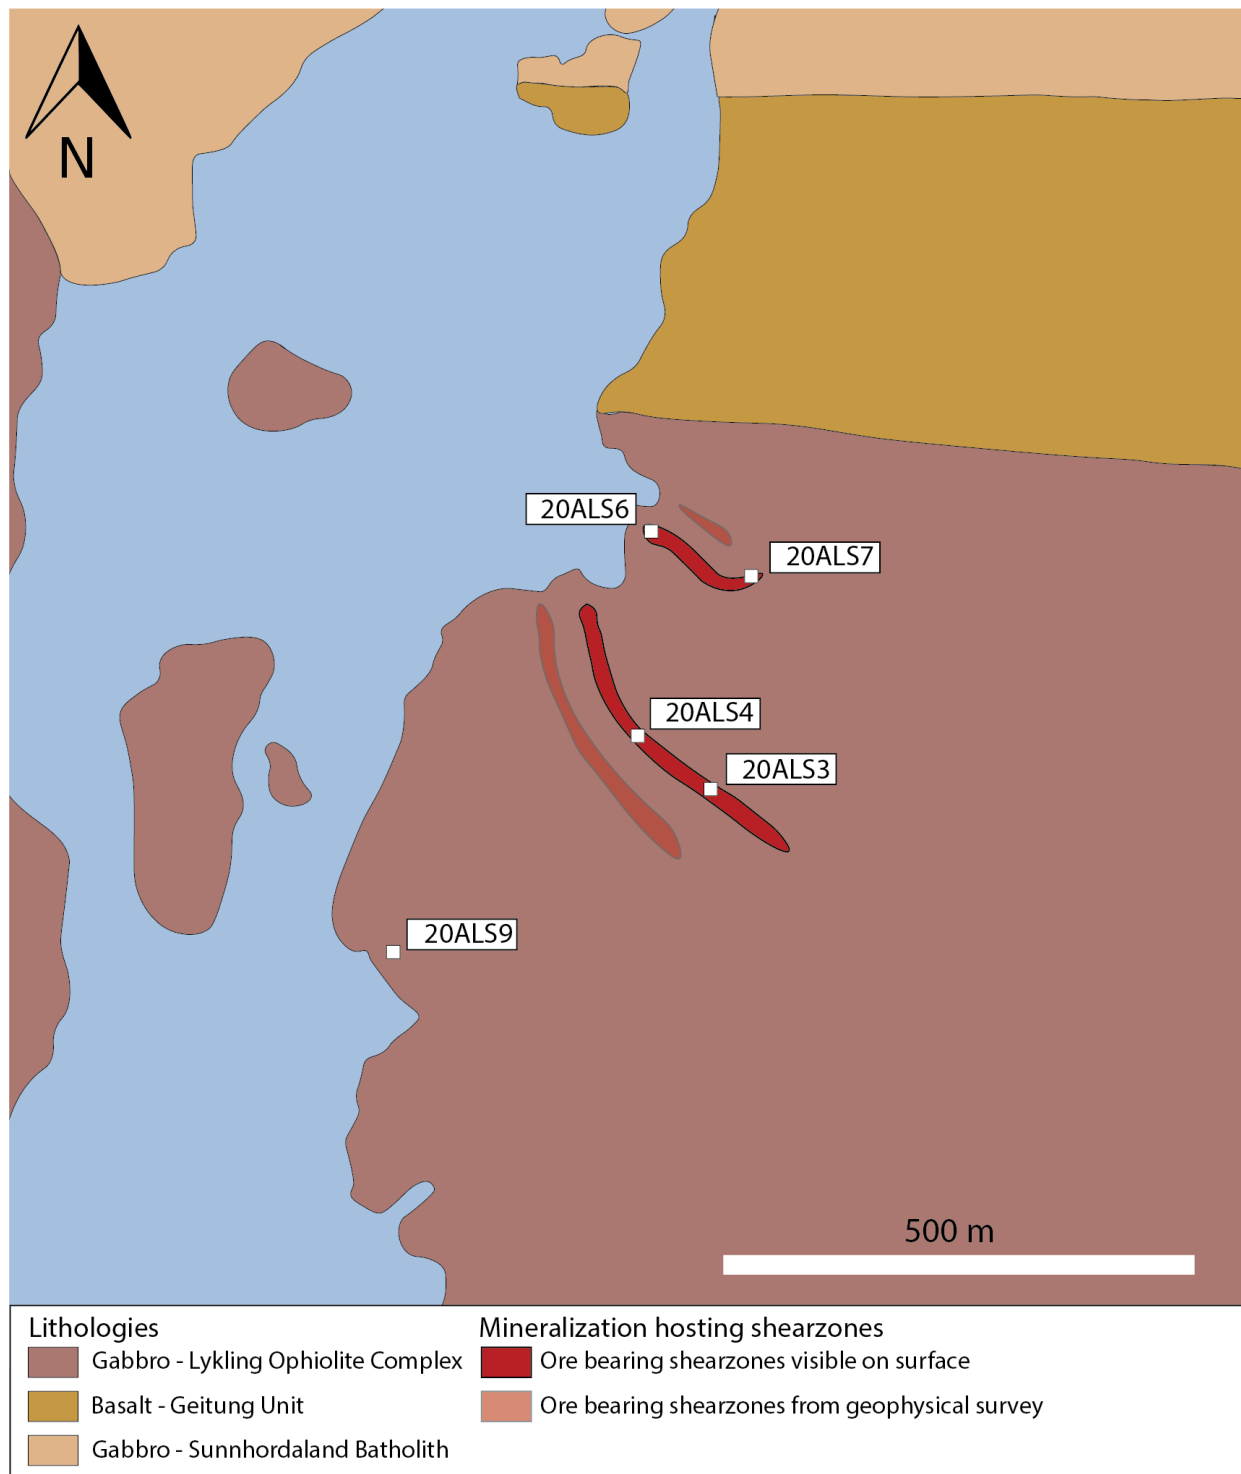 N
20ALS6
20ALS7
20ALS4
20ALS3
20ALS9
500 m
Lithologies
Gabbro - Lykling Ophiolite Complex
Basalt - Geitung Unit
Gabbro - Sunnhordaland Batholith
Mineralization hosting shearzones
Ore bearing shearzones visible on surface
Ore bearing shearzones from geophysical survey